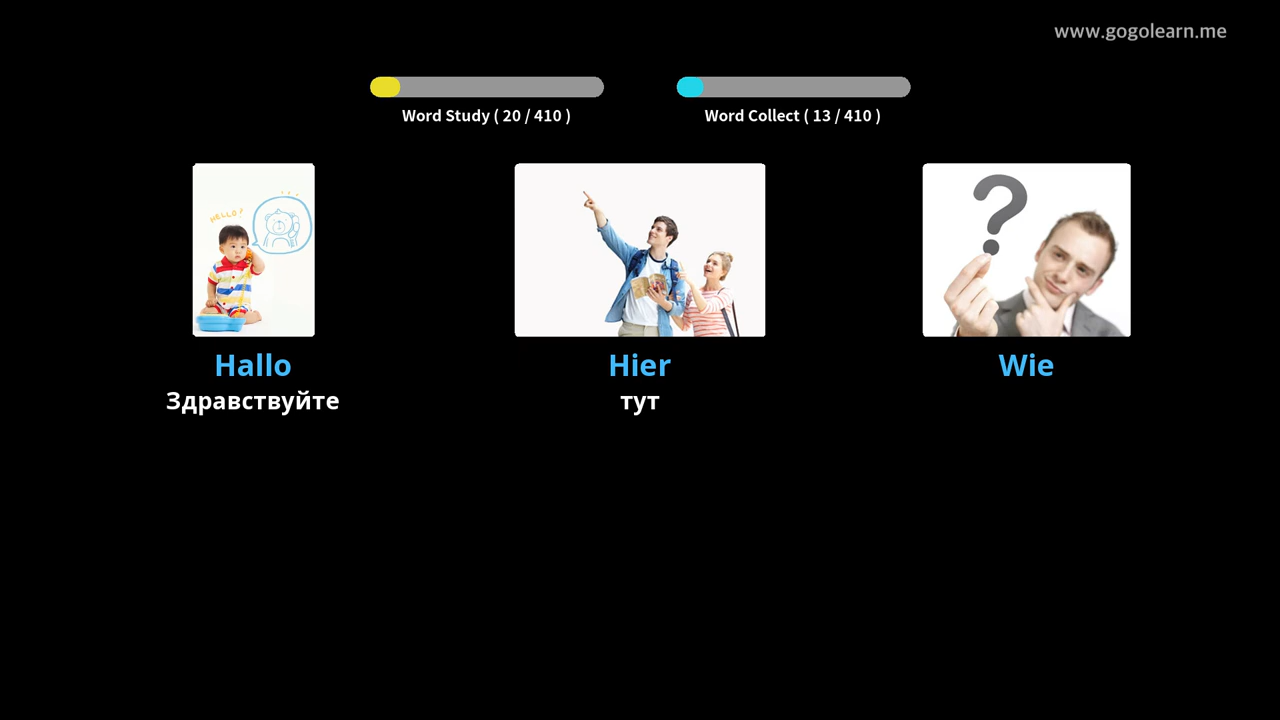 www.gogolearn.me
Word Study ( 20 / 410 )
Word Collect ( 13 / 410 )
HELLO?
Hallo
Hier
Wie
Здравствуйте
тут